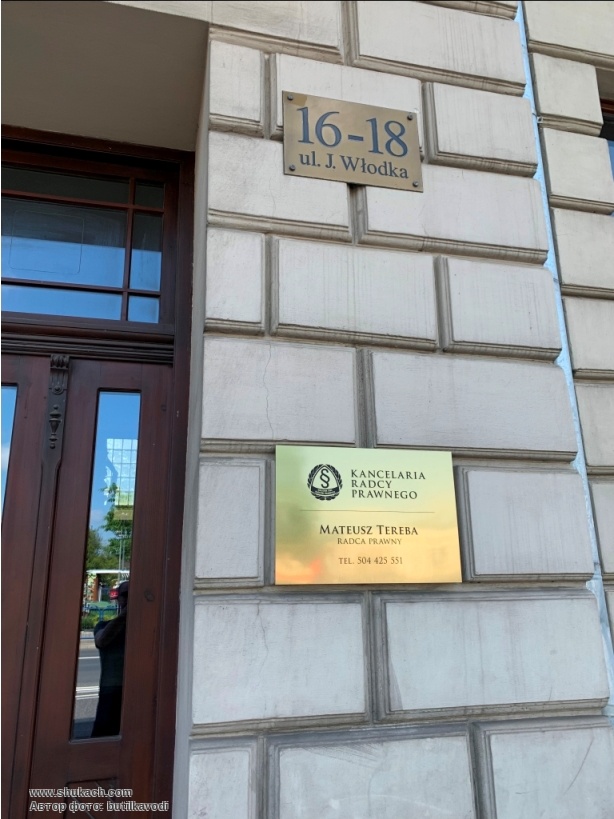 16-18
ul. J. Włodka
KANCELARIA
RADCY
PRAWNEGO
MATEUSZ TEREBA
RADCA PRAWNY
TEL. 504 425 551
www.shukach.com
Автор фото: butilkavodi